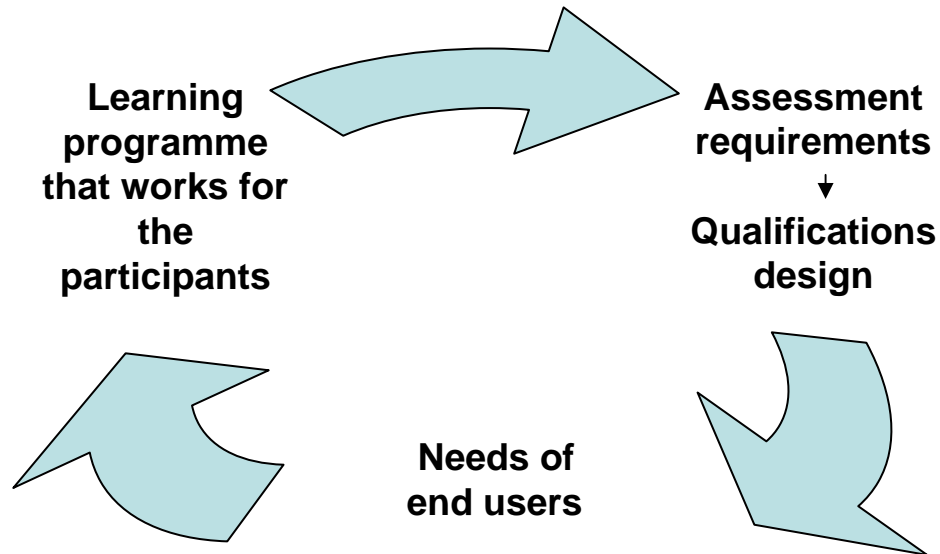 Learning
programme
that works for
the
participants
Assessment
requirements
Qualifications
design
Needs of
end users